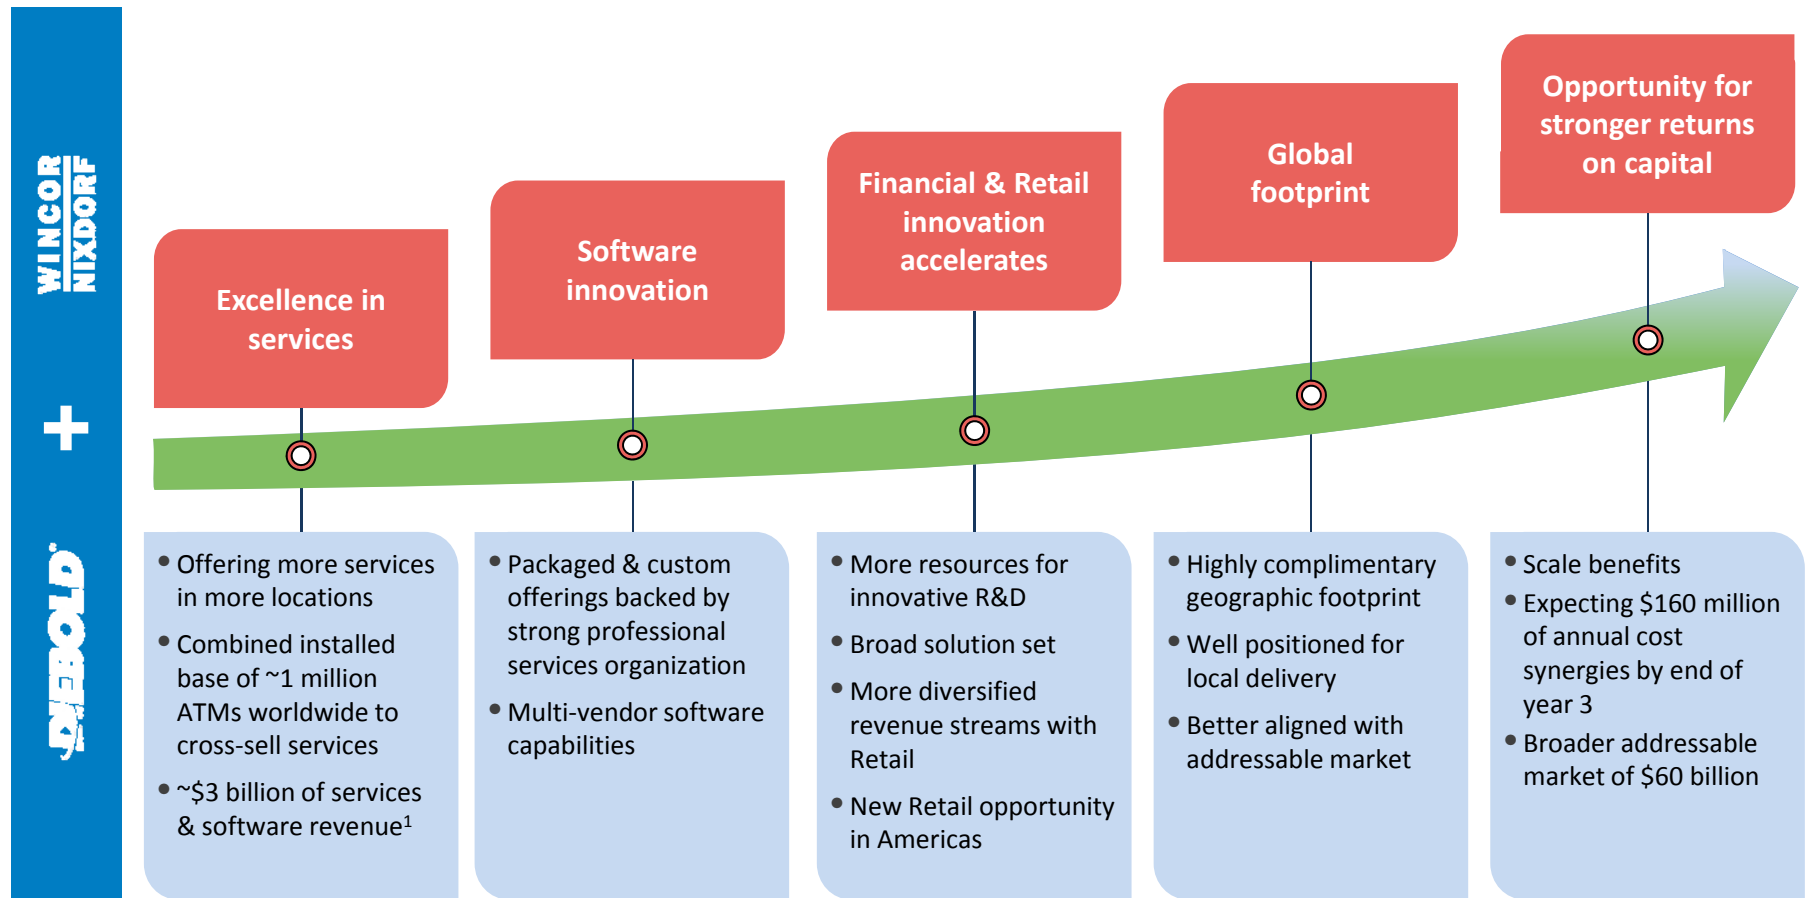 WINCOR
NIXDORF
+
DIEBOLD®
Excellence in
services
Software
innovation
Financial & Retail
innovation
accelerates
Global
footprint
Opportunity for
stronger returns
on capital
• Offering more services
in more locations
• Combined installed
base of ~1 million
ATMs worldwide to
cross-sell services
• ~$3 billion of services
& software revenue¹
• Packaged & custom
offerings backed by
strong professional
services organization
• Multi-vendor software
capabilities
• More resources for
innovative R&D
• Broad solution set
• More diversified
revenue streams with
Retail
• New Retail opportunity
in Americas
• Highly complimentary
geographic footprint
• Well positioned for
local delivery
• Better aligned with
addressable market
• Scale benefits
• Expecting $160 million
of annual cost
synergies by end of
year 3
• Broader addressable
market of $60 billion